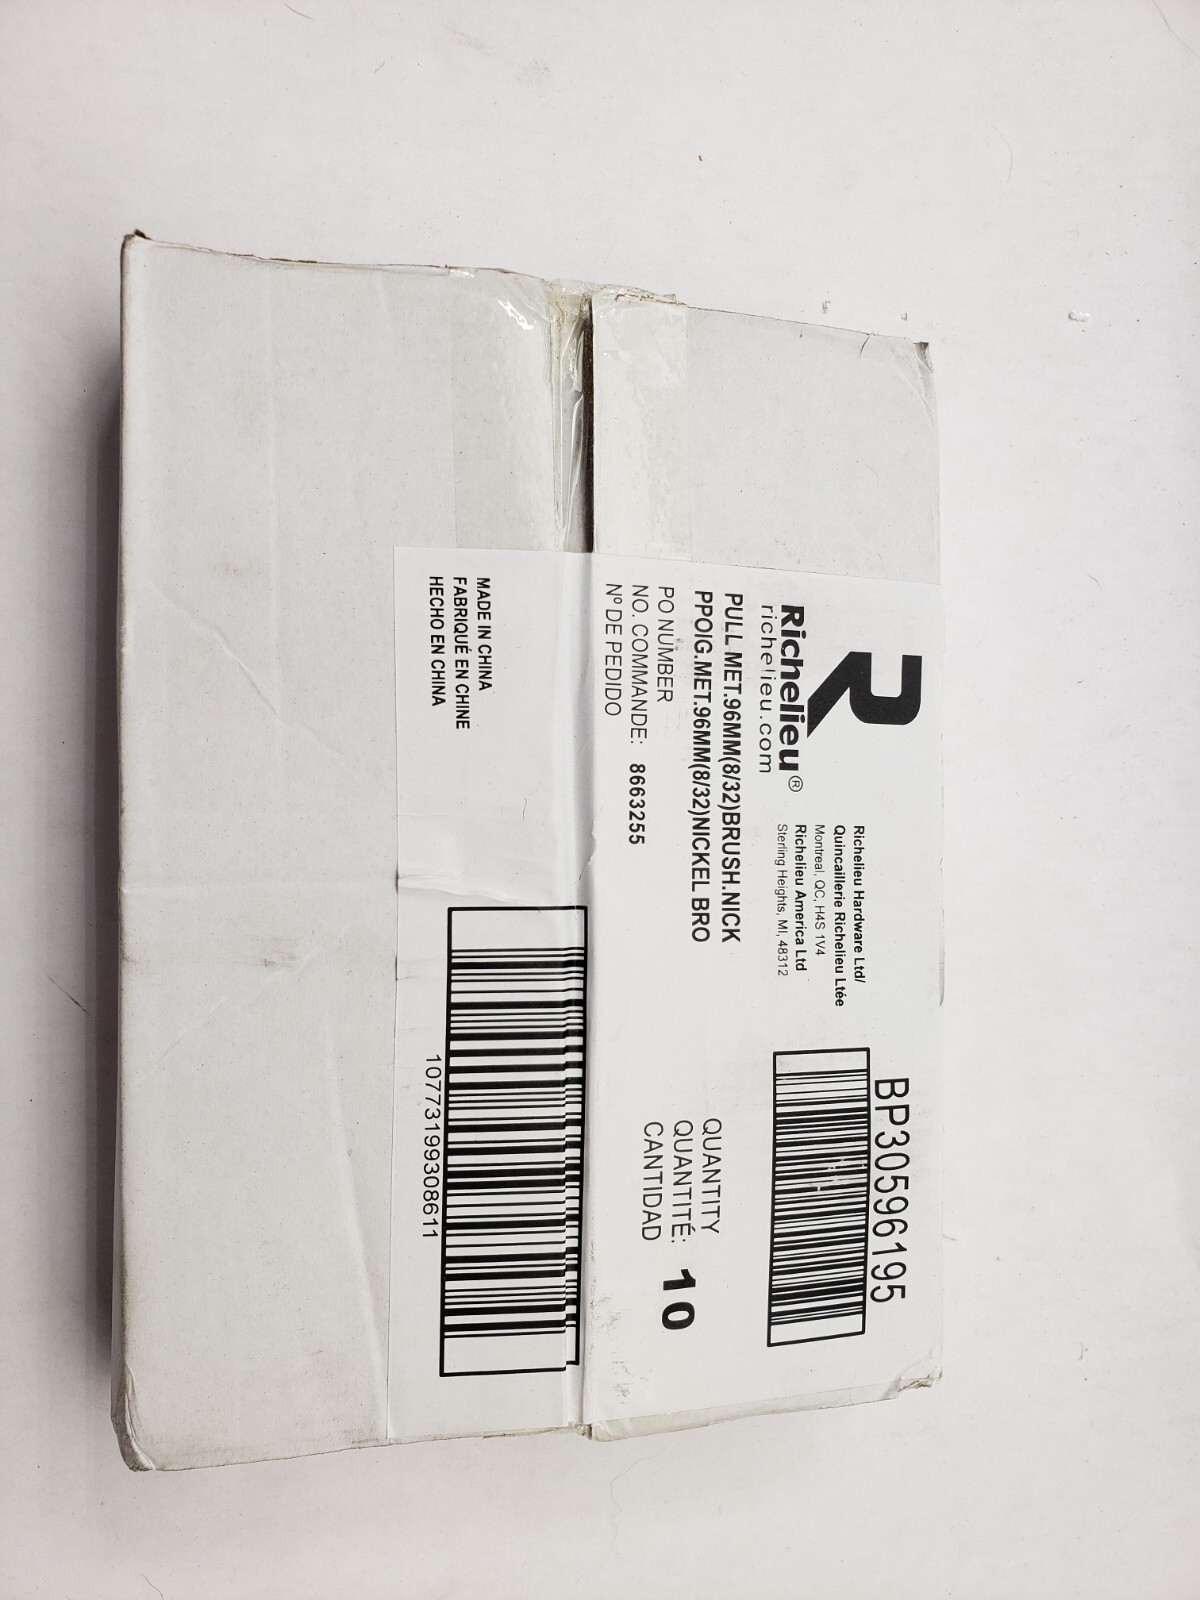 Richelieu®
richelieu.com
Richelieu Hardware Ltd/
Quincaillerie Richelieu Ltée
Montreal, QC, H4S 1V4
Richelieu America Ltd
Sterling Heights, MI, 48312
BP30596195
PULL MET.96MM(8/32)BRUSH.NICK
PPOIG.MET.96MM(8/32)NICKEL BRO
PO NUMBER
NO. COMMANDE: 8663255
Nº DE PEDIDO
QUANTITY
QUANTITÉ: 10
CANTIDAD
MADE IN CHINA
FABRIQUÉ EN CHINE
HECHO EN CHINA
10773199308611